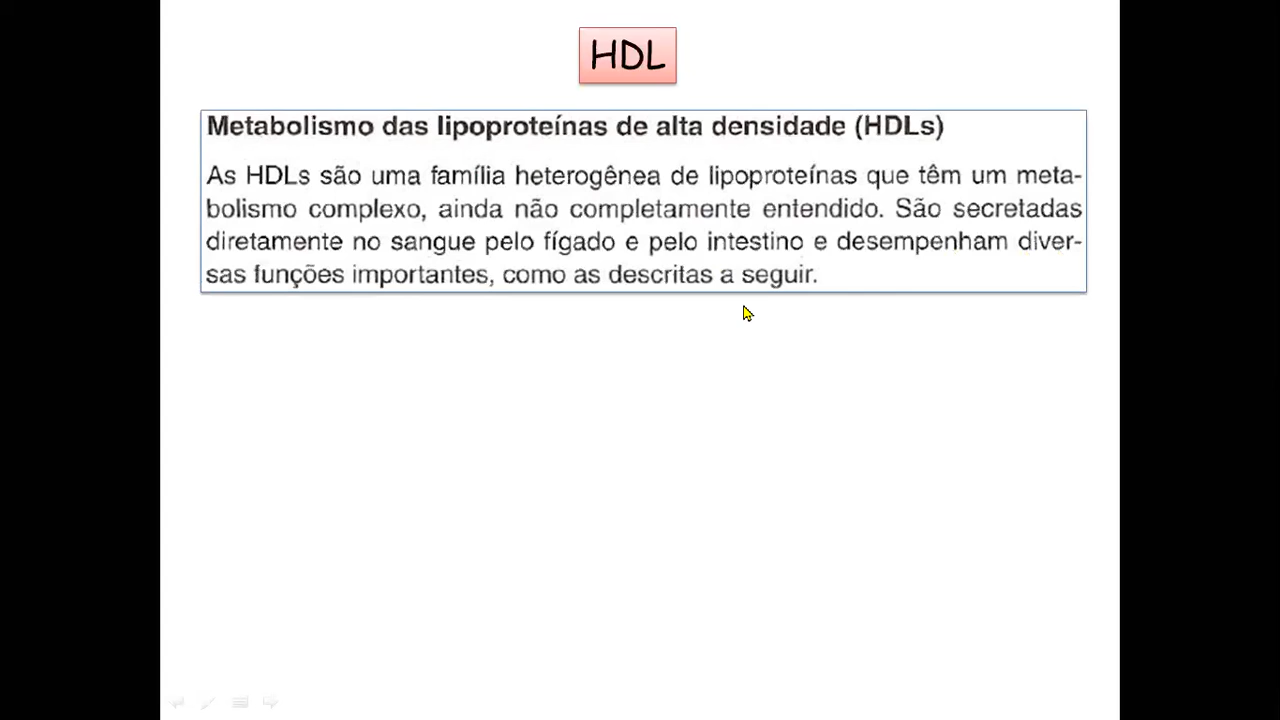 HDL
Metabolismo das lipoproteínas de alta densidade (HDLs)
As HDLs são uma família heterogênea de lipoproteínas que têm um meta-
bolismo complexo, ainda não completamente entendido. São secretadas
diretamente no sangue pelo fígado e pelo intestino e desempenham diver-
sas funções importantes, como as descritas a seguir.